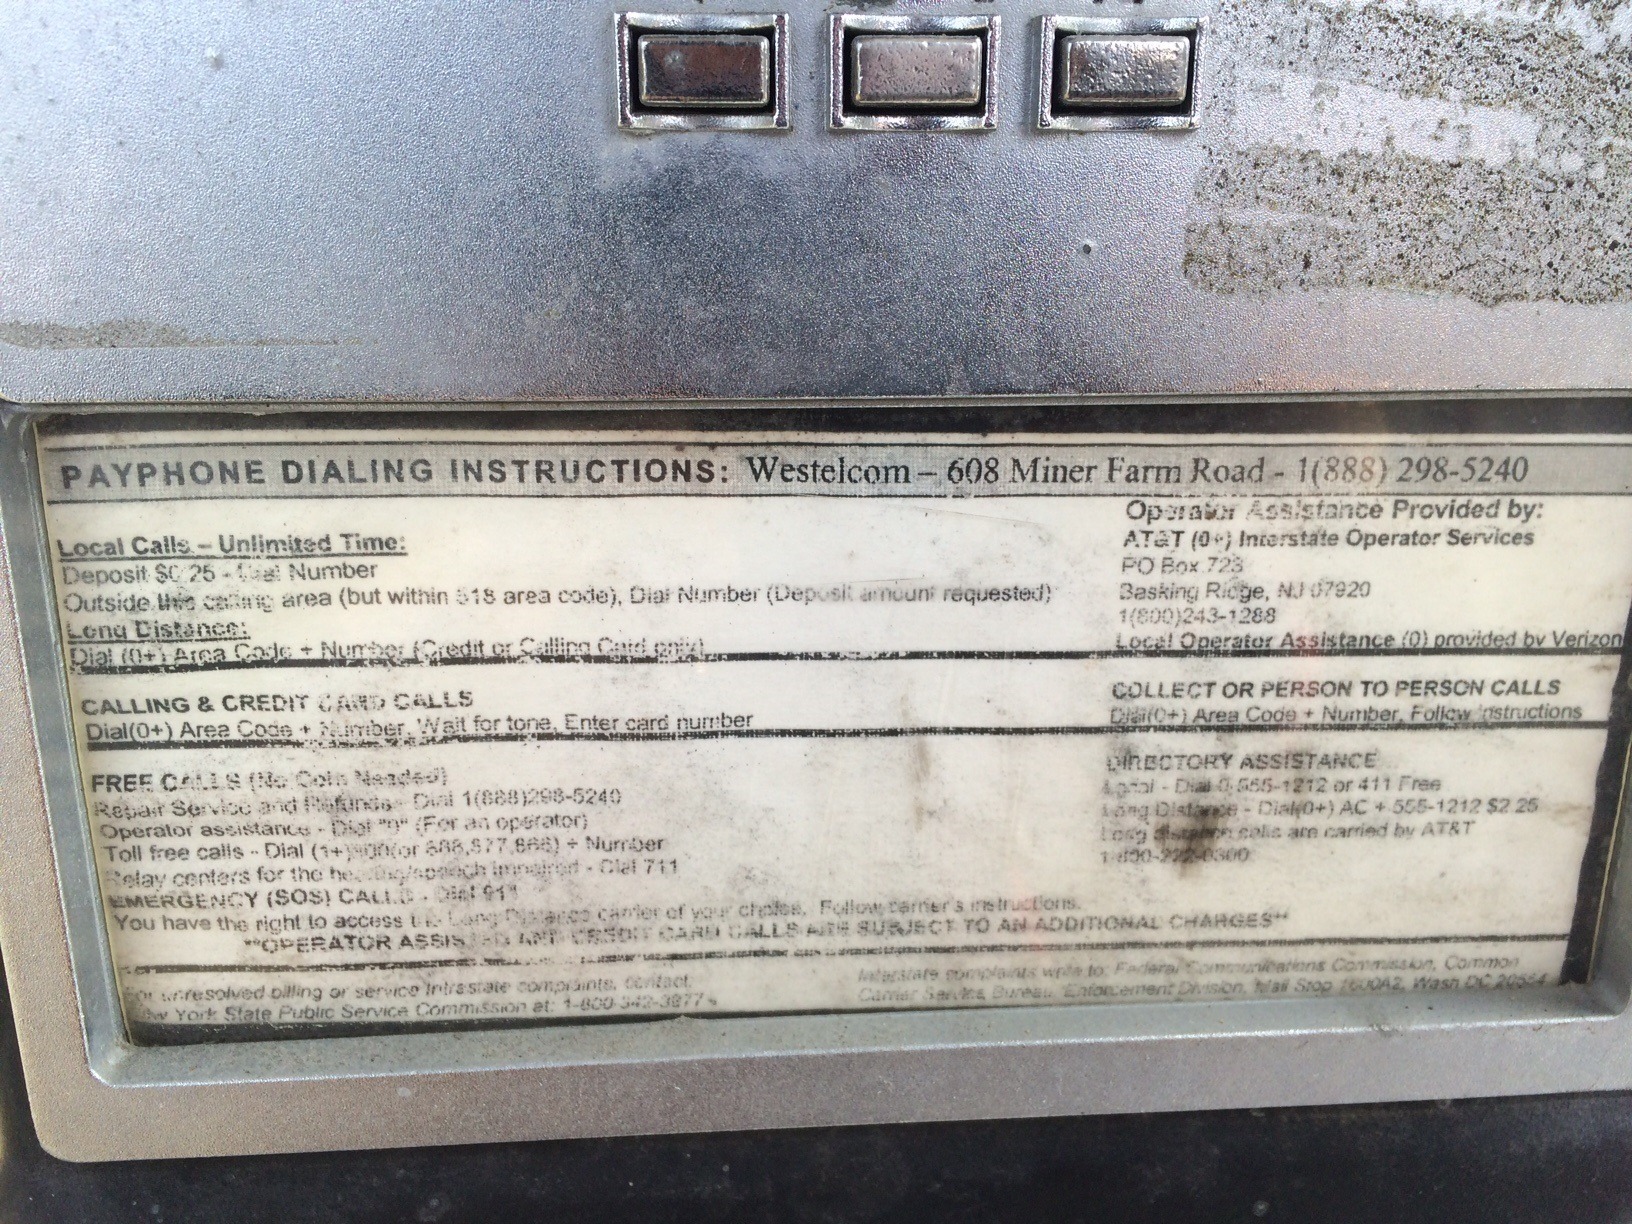 PAYPHONE DIALING INSTRUCTIONS: Westelcom – 608 Miner Farm Road - 1(888) 298-5240
Local Calls – Unlimited Time:
Deposit $0.25 - Dial Number
Outside this calling area (but within 518 area code), Dial Number (Deposit amount requested)
Long Distance:
Dial (0+) Area Code + Number (Credit or Calling Card only)
Operator Assistance Provided by:
AT&T (0+) Interstate Operator Services
PO Box 723
Basking Ridge, NJ 07920
1(800)243-1288
Local Operator Assistance (0) provided by Verizon
CALLING & CREDIT CARD CALLS
Dial(0+) Area Code + Number, Wait for tone, Enter card number
COLLECT OR PERSON TO PERSON CALLS
Dial(0+) Area Code + Number, Follow instructions
FREE CALLS (No Coin Needed)
Repair Service and Refunds - Dial 1(888)298-5240
Operator assistance - Dial "0" (For an operator)
Toll free calls - Dial (1+)800(or 888,877,866) + Number
Relay centers for the hearing/speech impaired - Dial 711
EMERGENCY (SOS) CALLS - Dial 911
DIRECTORY ASSISTANCE
Local - Dial 555-1212 or 411 Free
Long Distance - Dial(0+) AC + 555-1212 $2.25
Long distance calls are carried by AT&T
1-800-222-0300
You have the right to access the Long Distance carrier of your choice. Follow carrier's instructions.
**OPERATOR ASSISTED AND CREDIT CARD CALLS ARE SUBJECT TO AN ADDITIONAL CHARGES**
For unresolved billing or service Intrastate complaints, contact:
New York State Public Service Commission at: 1-800-342-3377
Interstate complaints write to: Federal Communications Commission, Common
Carrier Service Bureau, Enforcement Division, Mail Stop 1600A2, Wash DC 20554